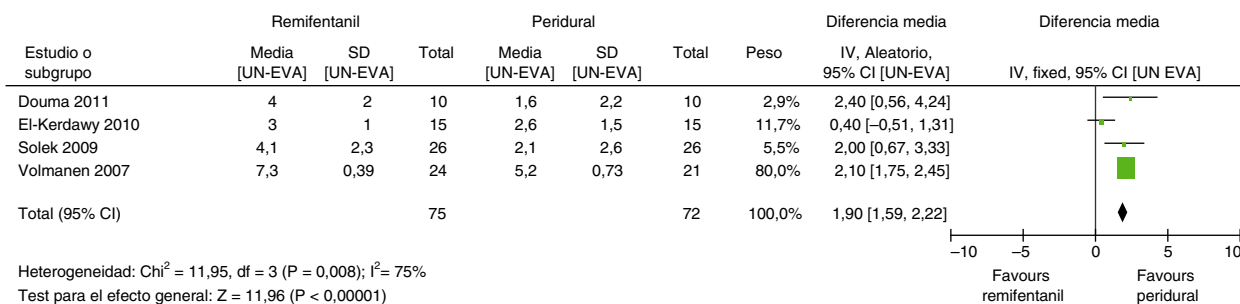 Remifentanil Peridural Diferencia media Diferencia media
Estudio o Media SD Total Media SD Total Peso IV, Aleatorio,
subgrupo [UN-EVA] [UN-EVA] [UN-EVA] [UN-EVA] 95% CI [UN-EVA] IV, fixed, 95% CI [UN EVA]
Douma 2011 4 2 10 1,6 2,2 10 2,9% 2,40 [0,56, 4,24]
El-Kerdawy 2010 3 1 15 2,6 1,5 15 11,7% 0,40 [–0,51, 1,31]
Solek 2009 4,1 2,3 26 2,1 2,6 26 5,5% 2,00 [0,67, 3,33]
Volmanen 2007 7,3 0,39 24 5,2 0,73 21 80,0% 2,10 [1,75, 2,45]
Total (95% CI) 75 72 100,0% 1,90 [1,59, 2,22]
–10 –5 0 5 10
Heterogeneidad: Chi² = 11,95, df = 3 (P = 0,008); I²= 75%
Favours Favours
Test para el efecto general: Z = 11,96 (P < 0,00001)
remifentanil peridural